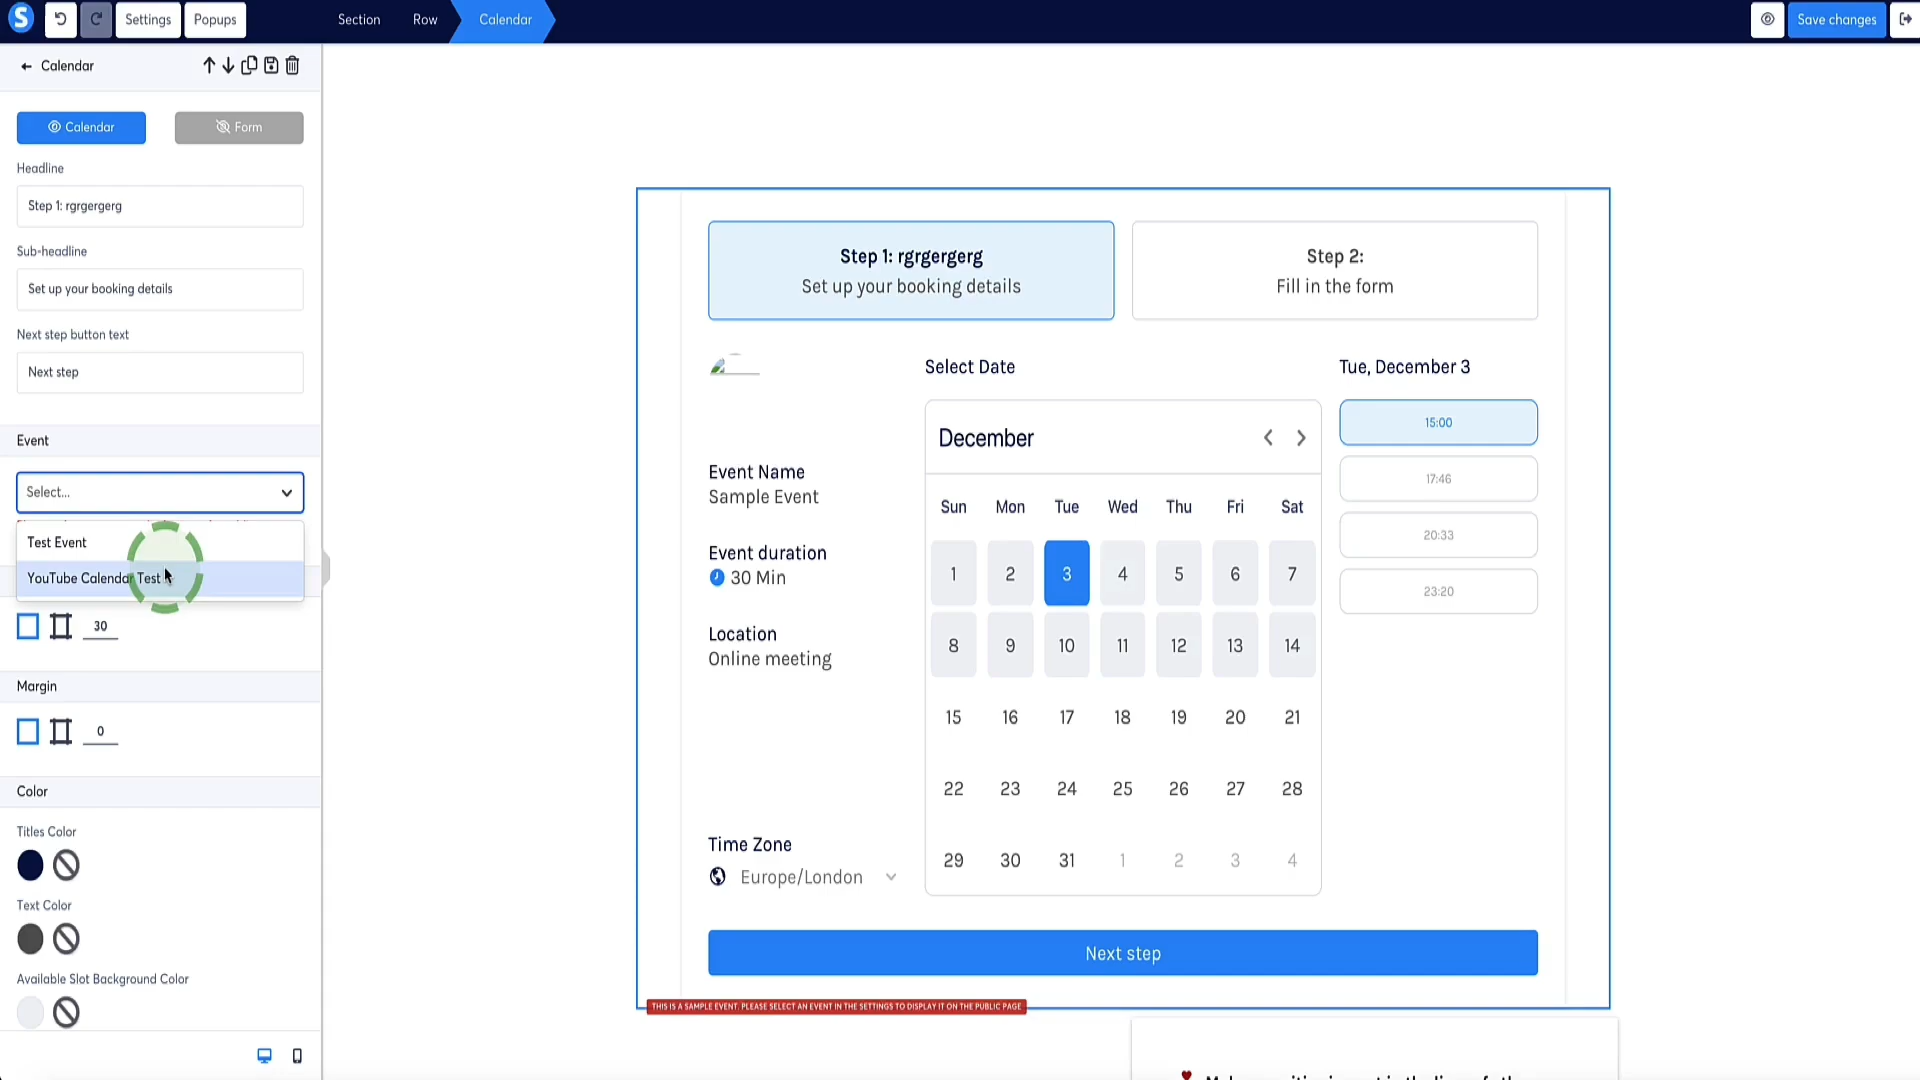 S
Settings
Popups
Section
Row
Calendar
Save changes
Calendar
Calendar
Form
Headline
Step 1: rgrgergerg
Sub-headline
Set up your booking details
Next step button text
Next step
Event
Select...
Test Event
YouTube Calendar Test
30
Margin
0
Color
Titles Color
Text Color
Available Slot Background Color
Step 1: rgrgergerg
Set up your booking details
Step 2:
Fill in the form
Select Date
Tue, December 3
December
Event Name
Sample Event
Event duration
30 Min
Location
Online meeting
Time Zone
Europe/London
Sun Mon Tue Wed Thu Fri Sat
1 2 3 4 5 6 7
8 9 10 11 12 13 14
15 16 17 18 19 20 21
22 23 24 25 26 27 28
29 30 31 1 2 3 4
15:00
17:46
20:33
23:20
Next step
THIS IS A SAMPLE EVENT. PLEASE SELECT AN EVENT IN THE SETTINGS TO DISPLAY IT ON THE PUBLIC PAGE